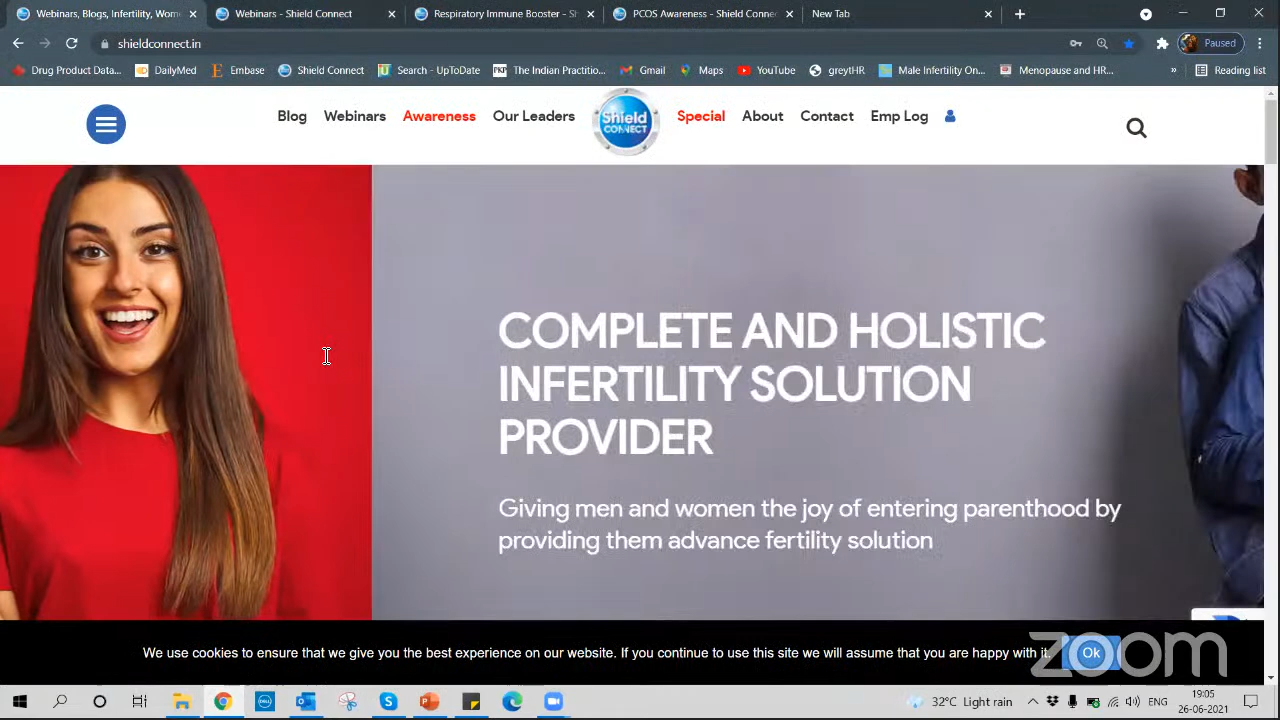 Webinars, Blogs, Infertility, Wom
Webinars - Shield Connect
Respiratory Immune Booster - Sh
PCOS Awareness - Shield Connec
New Tab
shieldconnect.in
Paused
Drug Product Data...
DailyMed
Embase
Shield Connect
Search - UpToDate
The Indian Practitio...
Gmail
Maps
YouTube
greytHR
Male Infertility On...
Menopause and HR...
»
Reading list
Blog
Webinars
Awareness
Our Leaders
Shield
CONNECT
Special
About
Contact
Emp Log
COMPLETE AND HOLISTIC
INFERTILITY SOLUTION
PROVIDER
Giving men and women the joy of entering parenthood by
providing them advance fertility solution
We use cookies to ensure that we give you the best experience on our website. If you continue to use this site we will assume that you are happy with it.
Ok
zoom
32°C Light rain
ENG
19:05
26-06-2021